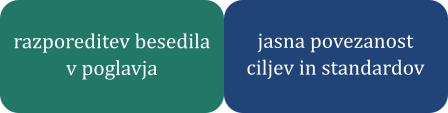 razporeditev besedila
v poglavja
jasna povezanost
ciljev in standardov